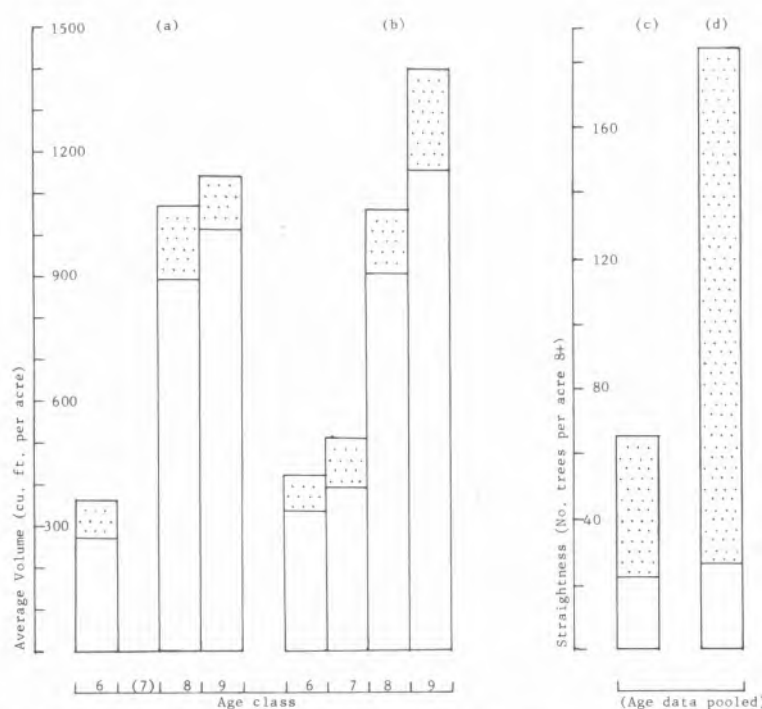 (a) (b)
1500
1200
900
600
300
Average Volume (cu. ft. per acre)
6 (7) 8 9 6 7 8 9
Age class
(c) (d)
160
120
80
40
Straightness (No. trees per acre 8+)
(Age data pooled)